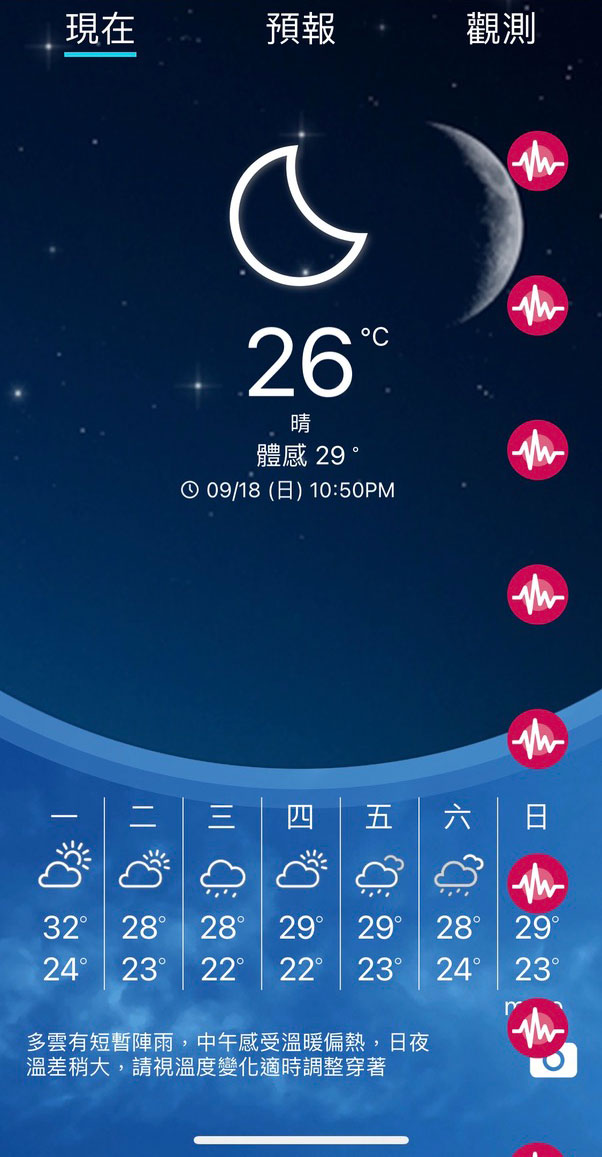 現在 預報 觀測
26 °C
晴
體感 29 °
09/18 (日) 10:50PM
一 二 三 四 五 六 日
32° 28° 28° 29° 29° 28° 29°
24° 23° 22° 22° 23° 24° 23°
多雲有短暫陣雨，中午感受溫暖偏熱，日夜
溫差稍大，請視溫度變化適時調整穿著